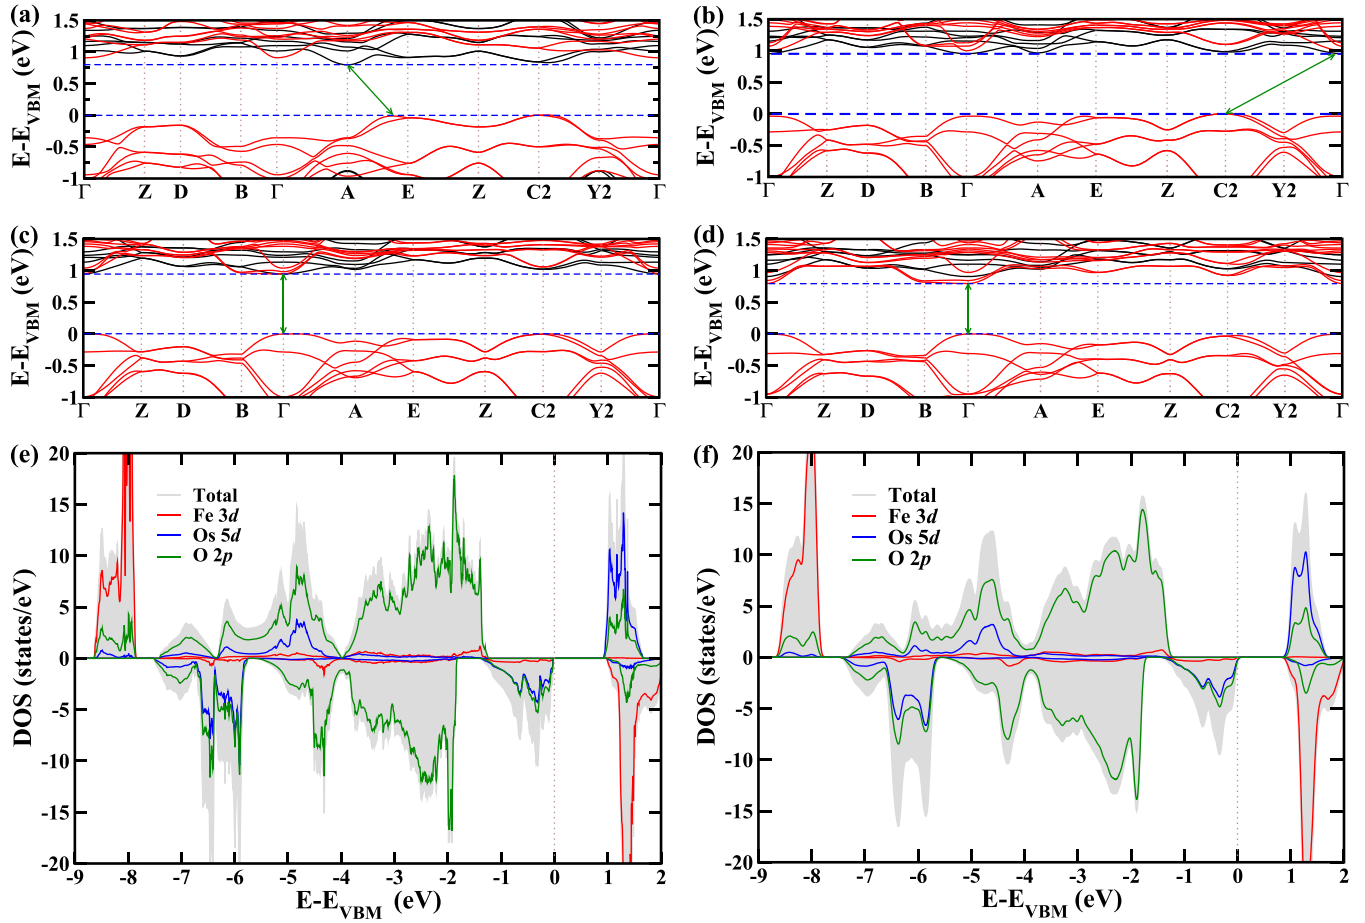 (a)
E-E_VBM (eV)
1.5
1
0.5
0
-0.5
-1
Γ Z D B Γ A E Z C2 Y2 Γ
(b)
E-E_VBM (eV)
1.5
1
0.5
0
-0.5
-1
Γ Z D B Γ A E Z C2 Y2 Γ
(c)
E-E_VBM (eV)
1.5
1
0.5
0
-0.5
-1
Γ Z D B Γ A E Z C2 Y2 Γ
(d)
E-E_VBM (eV)
1.5
1
0.5
0
-0.5
-1
Γ Z D B Γ A E Z C2 Y2 Γ
(e)
DOS (states/eV)
20
15
10
5
0
-5
-10
-15
-20
Total
Fe 3d
Os 5d
O 2p
-9 -8 -7 -6 -5 -4 -3 -2 -1 0 1 2
E-E_VBM (eV)
(f)
DOS (states/eV)
20
15
10
5
0
-5
-10
-15
-20
Total
Fe 3d
Os 5d
O 2p
-9 -8 -7 -6 -5 -4 -3 -2 -1 0 1 2
E-E_VBM (eV)